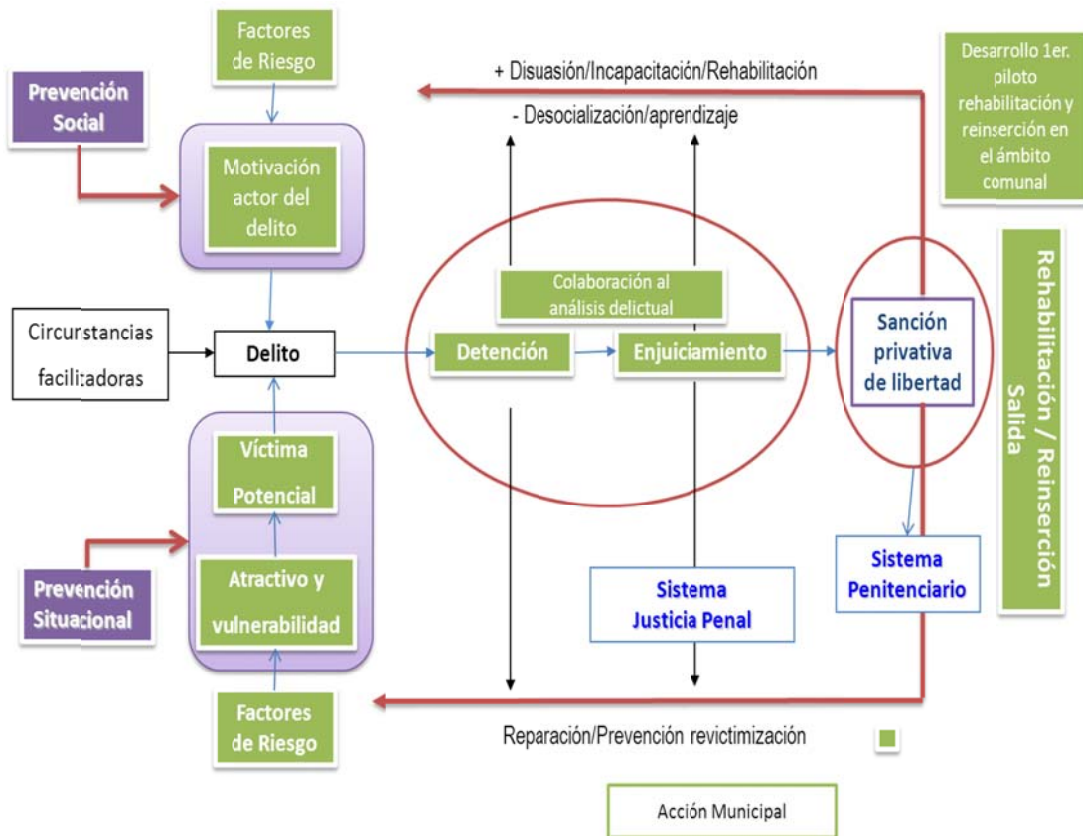 Factores
de Riesgo
Desarrollo 1er.
piloto
rehabilitación y
reinserción en
el ámbito
comunal
+ Disuasión/Incapacitación/Rehabilitación
Prevención
Social
- Desocialización/aprendizaje
Motivación
actor del
delito
Colaboración al
análisis delictual
Circurstancias
facilitadoras
Delito
Detención
Enjuiciamiento
Sanción
privativa
de libertad
Rehabilitación / Reinserción
Salida
Víctima
Potencial
Prevención
Situacional
Atractivo y
vulnerabilidad
Sistema
Justicia Penal
Sistema
Penitenciario
Factores
de Riesgo
Reparación/Prevención revictimización
Acción Municipal